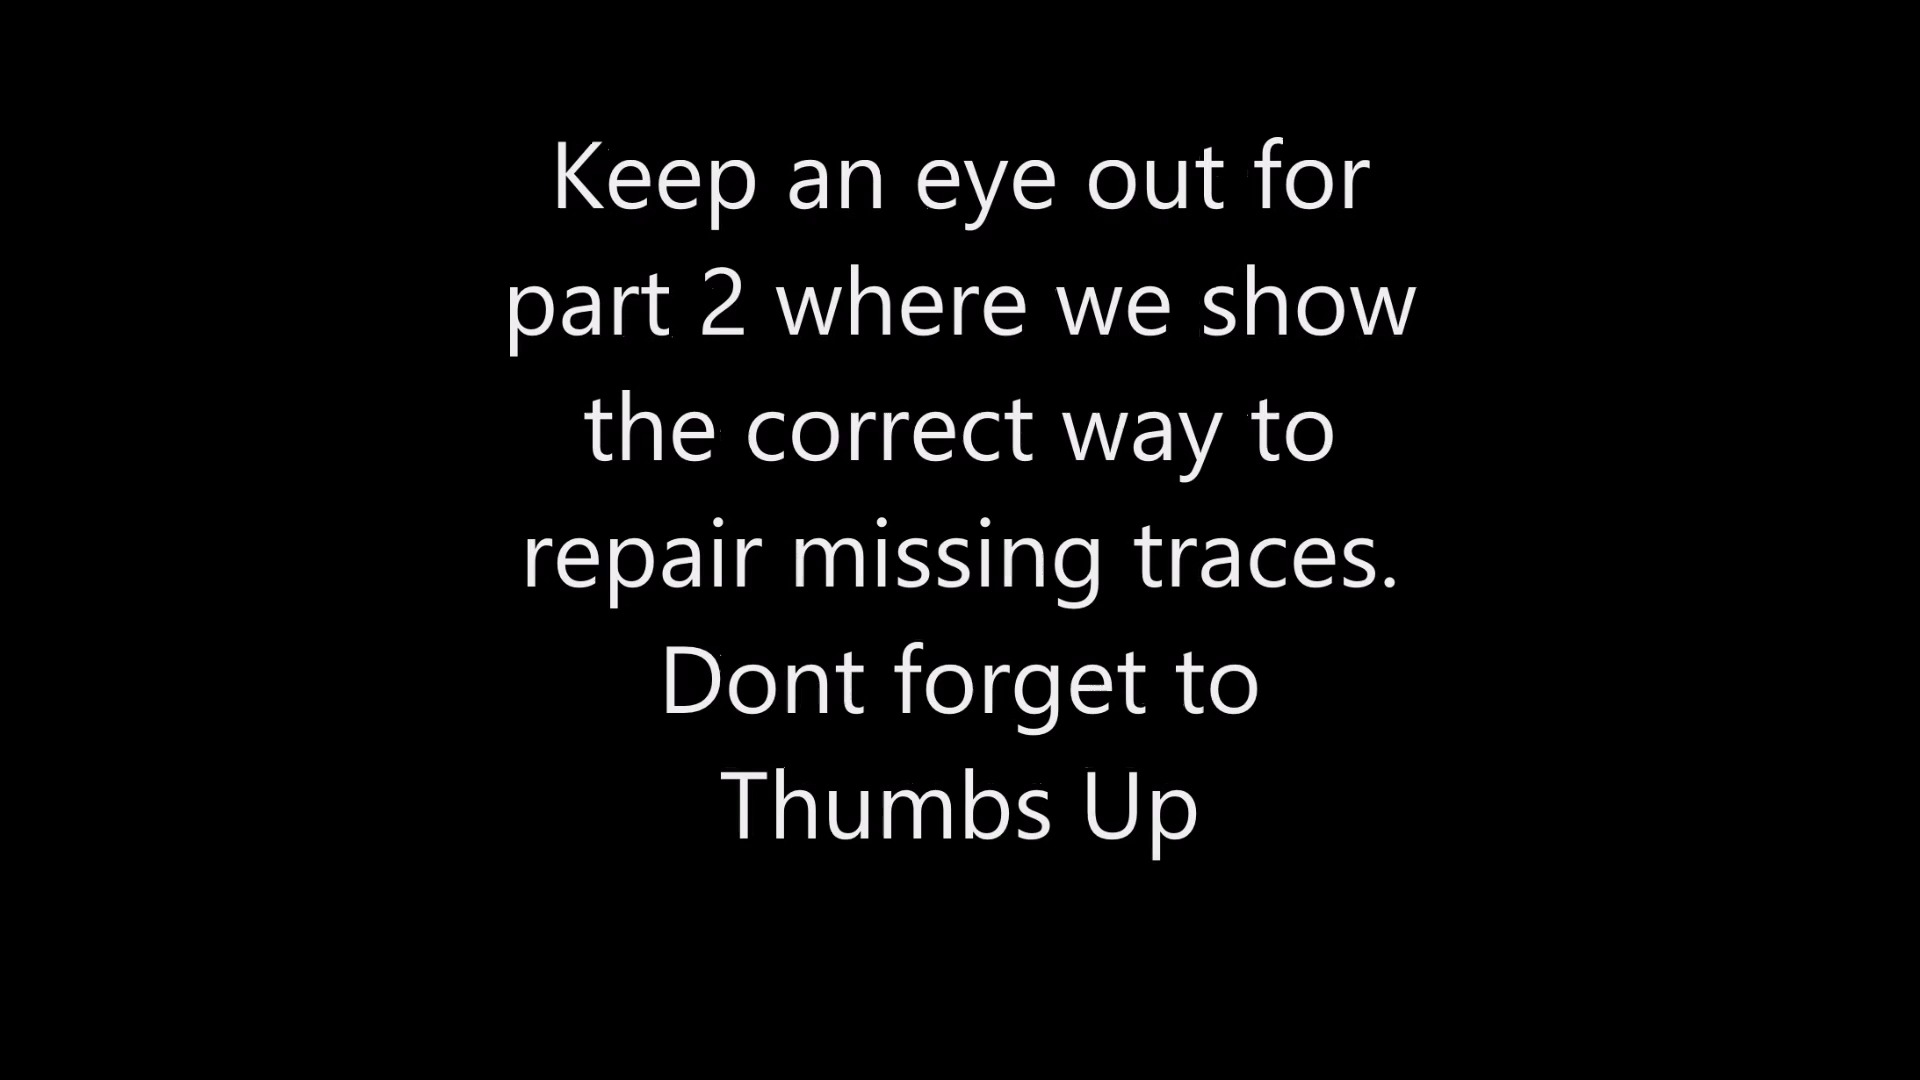 Keep an eye out for
part 2 where we show
the correct way to
repair missing traces.
Dont forget to
Thumbs Up